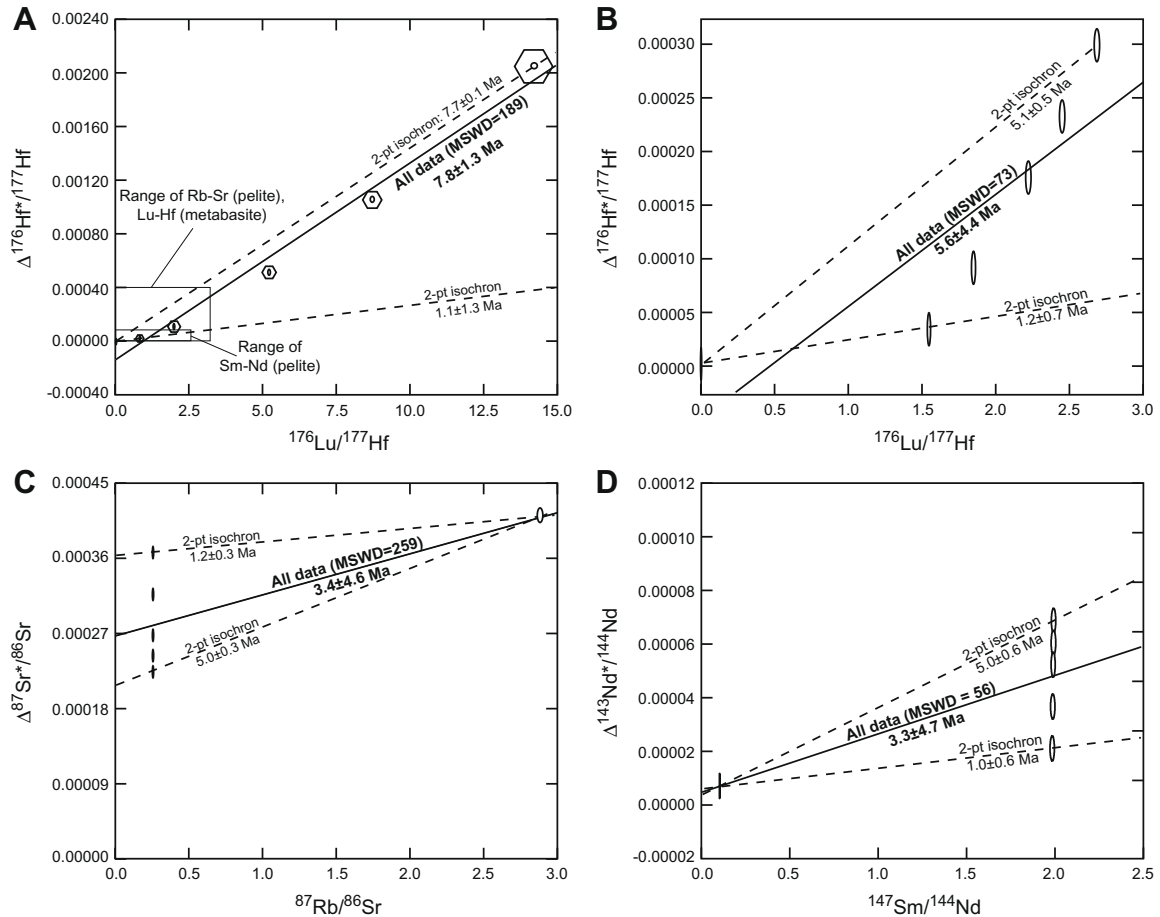 A
0.00240
0.00200
0.00160
0.00120
0.00080
0.00040
0.00000
-0.00040
Δ¹⁷⁶Hf*/¹⁷⁷Hf
2-pt isochron: 7.7±0.1 Ma
All data (MSWD=189)
7.8±1.3 Ma
Range of Rb-Sr (pelite),
Lu-Hf (metabasite)
2-pt isochron
1.1±1.3 Ma
Range of
Sm-Nd (pelite)
0.0 2.5 5.0 7.5 10.0 12.5 15.0
¹⁷⁶Lu/¹⁷⁷Hf
B
0.00030
0.00025
0.00020
0.00015
0.00010
0.00005
0.00000
Δ¹⁷⁶Hf*/¹⁷⁷Hf
2-pt isochron
5.1±0.5 Ma
All data (MSWD=73)
5.6±4.4 Ma
2-pt isochron
1.2±0.7 Ma
0.0 0.5 1.0 1.5 2.0 2.5 3.0
¹⁷⁶Lu/¹⁷⁷Hf
C
0.00045
0.00036
0.00027
0.00018
0.00009
0.00000
Δ⁸⁷Sr*/⁸⁶Sr
2-pt isochron
1.2±0.3 Ma
All data (MSWD=259)
3.4±4.6 Ma
2-pt isochron
5.0±0.3 Ma
0.0 0.5 1.0 1.5 2.0 2.5 3.0
⁸⁷Rb/⁸⁶Sr
D
0.00012
0.00010
0.00008
0.00006
0.00004
0.00002
0.00000
-0.00002
Δ¹⁴³Nd*/¹⁴⁴Nd
2-pt isochron
5.0±0.6 Ma
All data (MSWD = 56)
3.3±4.7 Ma
2-pt isochron
1.0±0.6 Ma
0.0 0.5 1.0 1.5 2.0 2.5
¹⁴⁷Sm/¹⁴⁴Nd